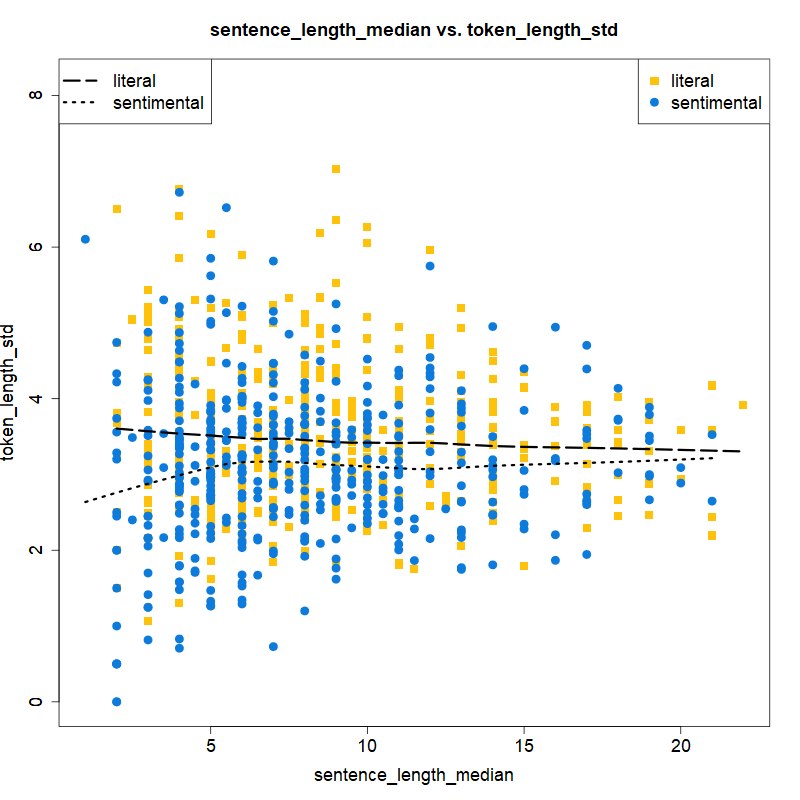 sentence_length_median vs. token_length_std
literal
sentimental
literal
sentimental
8
6
4
2
0
token_length_std
5
10
15
20
sentence_length_median